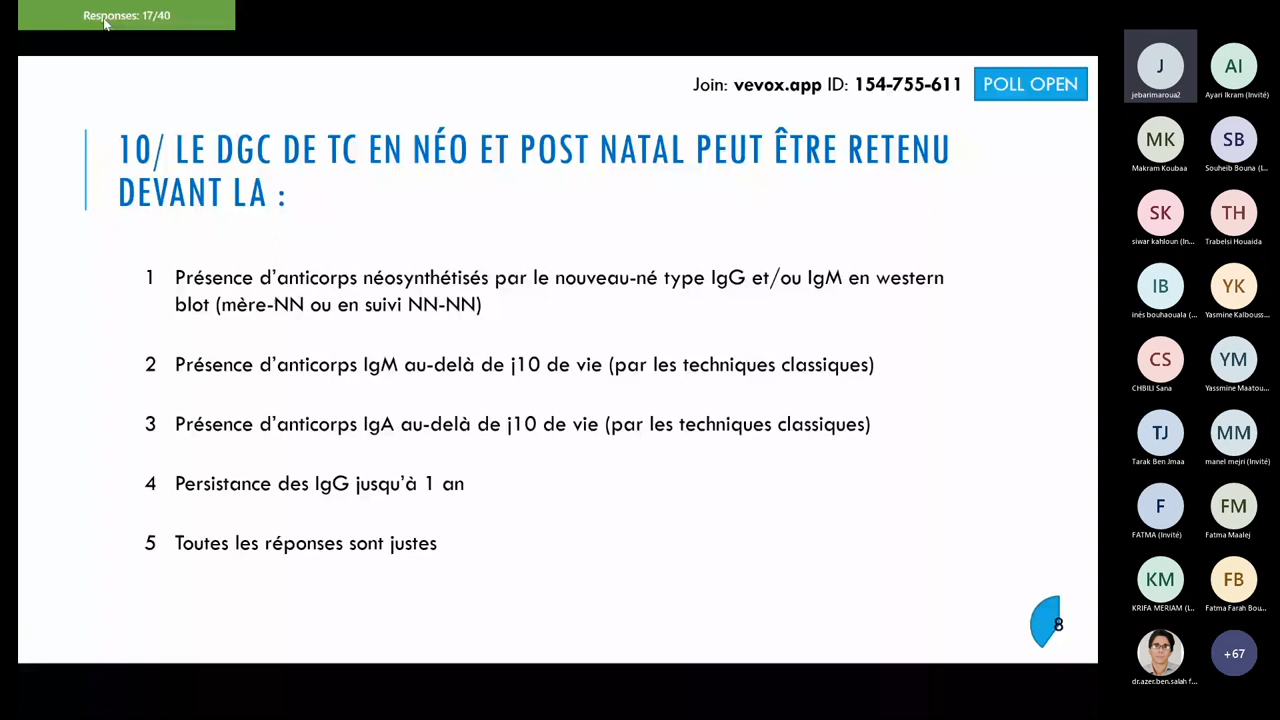 Responses: 17/40
Join: vevox.app ID: 154-755-611
POLL OPEN
10/ LE DGC DE TC EN NÉO ET POST NATAL PEUT ÊTRE RETENU
DEVANT LA :
1 Présence d'anticorps néosynthétisés par le nouveau-né type IgG et/ou IgM en western
blot (mère-NN ou en suivi NN-NN)
2 Présence d'anticorps IgM au-delà de j10 de vie (par les techniques classiques)
3 Présence d'anticorps IgA au-delà de j10 de vie (par les techniques classiques)
4 Persistance des IgG jusqu'à 1 an
5 Toutes les réponses sont justes
8
J
jebarimaroua2
AI
Ayari Ikram (Invité)
MK
Makram Koubaa
SB
Souheib Bouna (L...
SK
siwar kahloun (In...
TH
Trabelsi Houaida
IB
inés bouhaouala (...
YK
Yasmine Kalbouss...
CS
CHBILI Sana
YM
Yassmine Maatou...
TJ
Tarak Ben Jmaa
MM
manel mejri (Invité)
F
FATMA (Invité)
FM
Fatma Maalej
KM
KRIFA MERIAM (L...
FB
Fatma Farah Bou...
dr.azer.ben.salah f...
+67